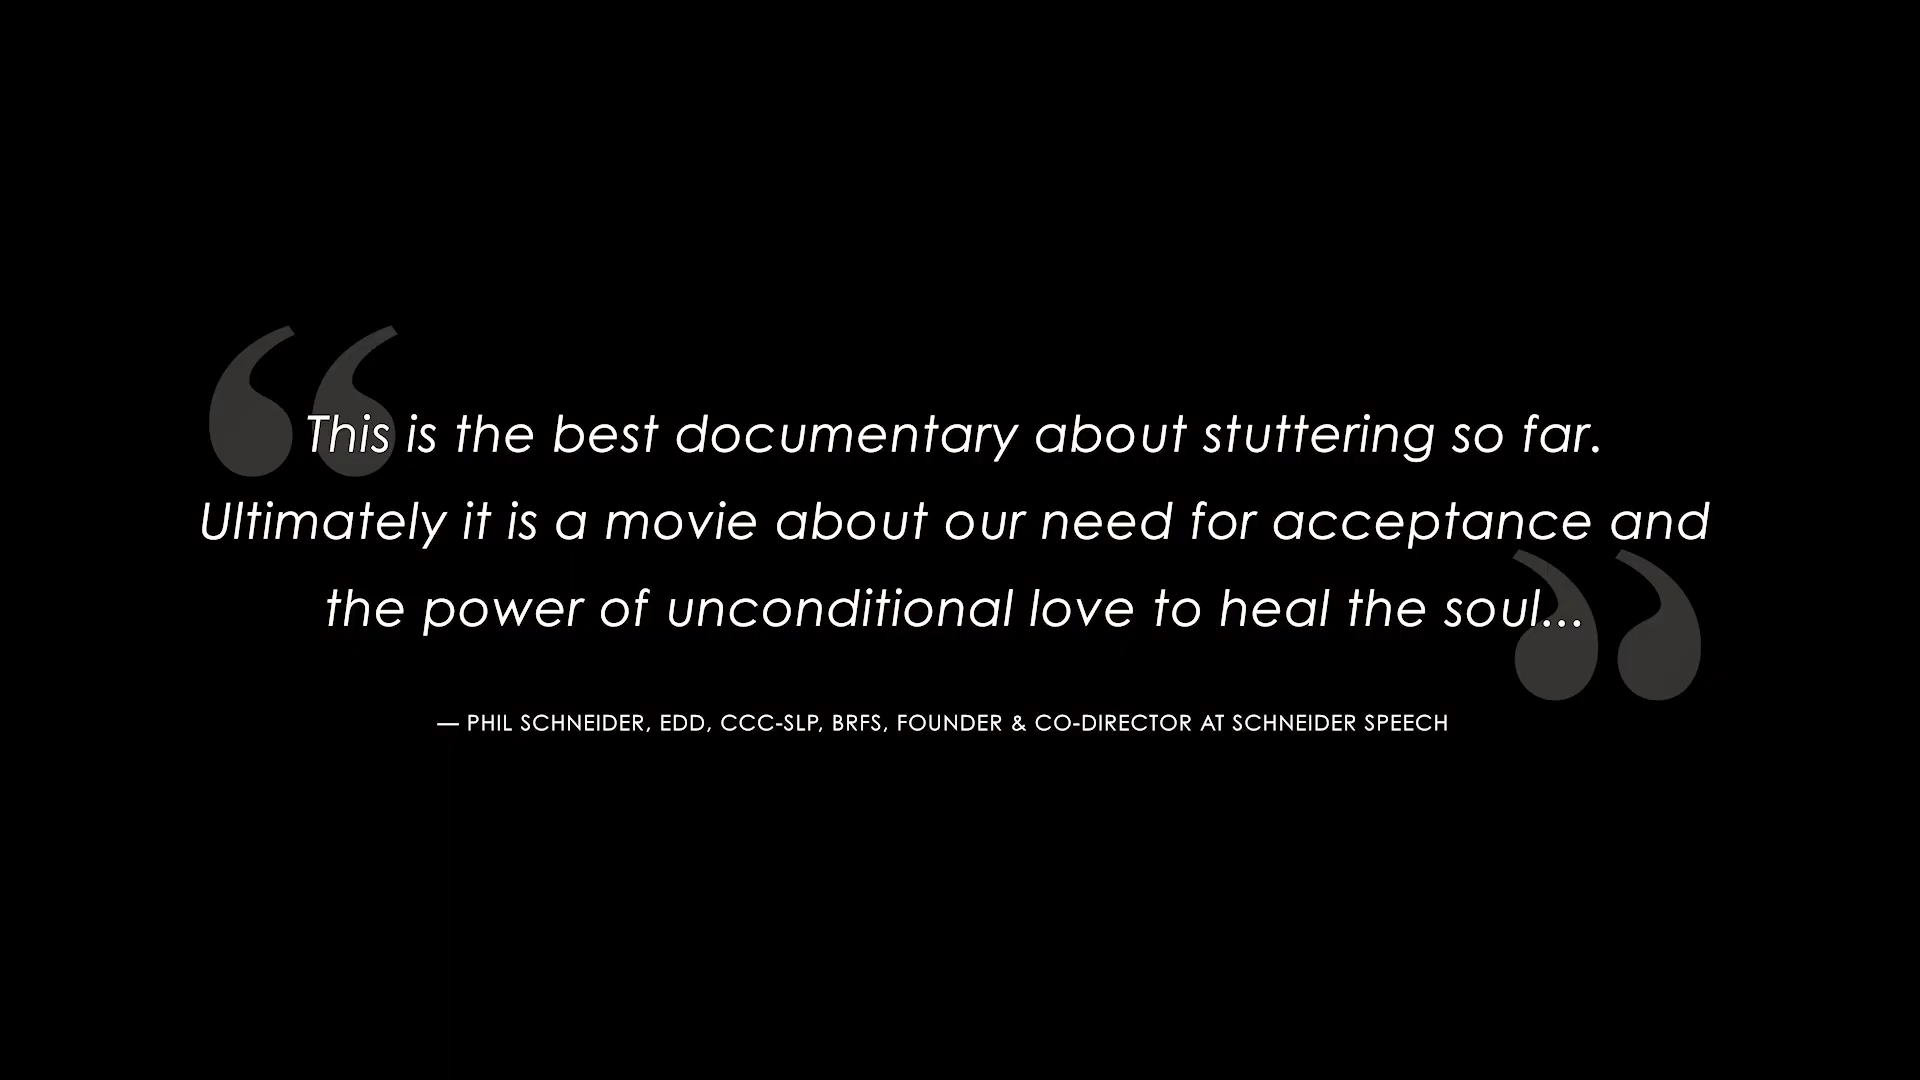 This is the best documentary about stuttering so far.
Ultimately it is a movie about our need for acceptance and
the power of unconditional love to heal the soul...
— PHIL SCHNEIDER, EDD, CCC-SLP, BRFS, FOUNDER & CO-DIRECTOR AT SCHNEIDER SPEECH